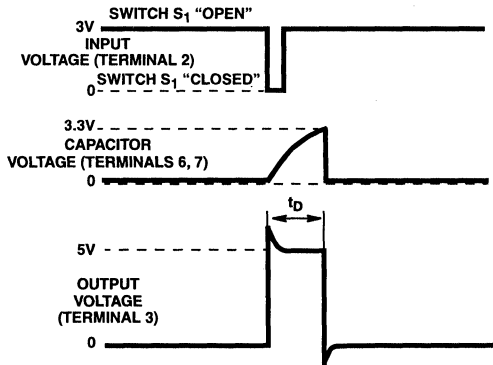 SWITCH S1 “OPEN”
3V
INPUT
VOLTAGE (TERMINAL 2)
SWITCH S1 “CLOSED”
0
3.3V
CAPACITOR
VOLTAGE (TERMINALS 6, 7)
0
tD
5V
OUTPUT
VOLTAGE
(TERMINAL 3)
0